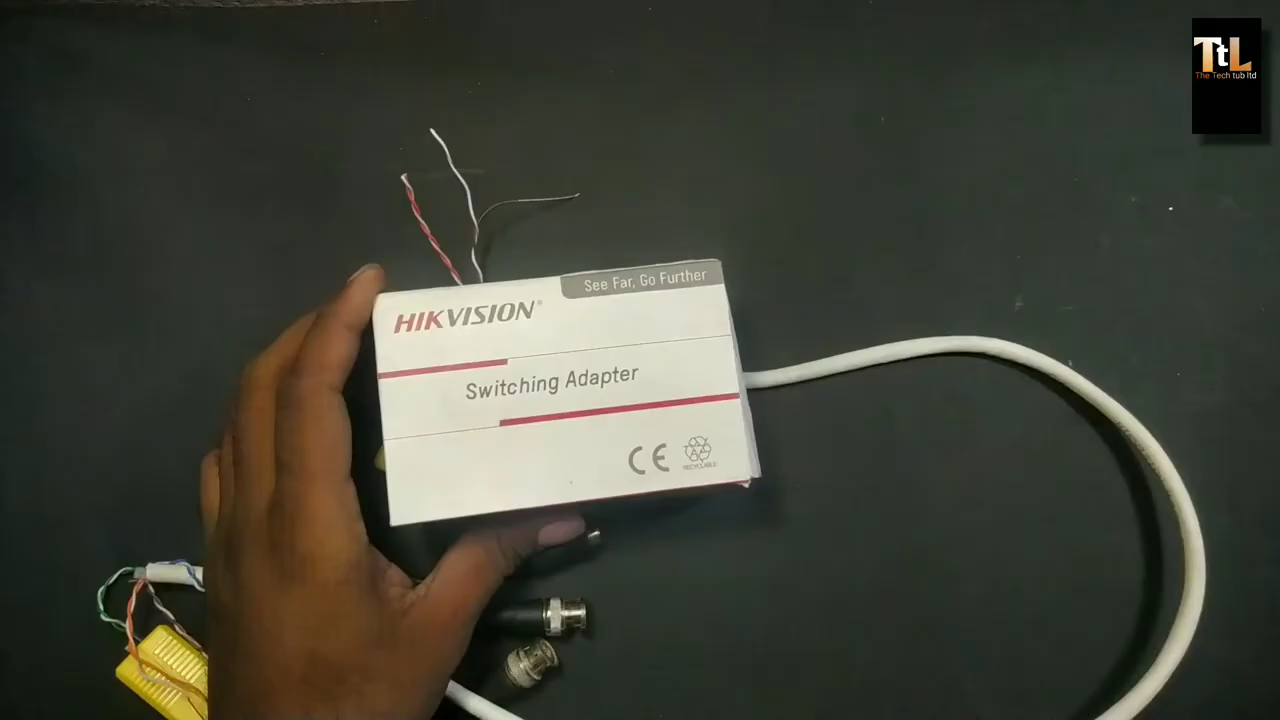 TtL
The Tech tub ltd
See Far, Go Further
HIKVISION®
Switching Adapter
CE
RECYCLABLE